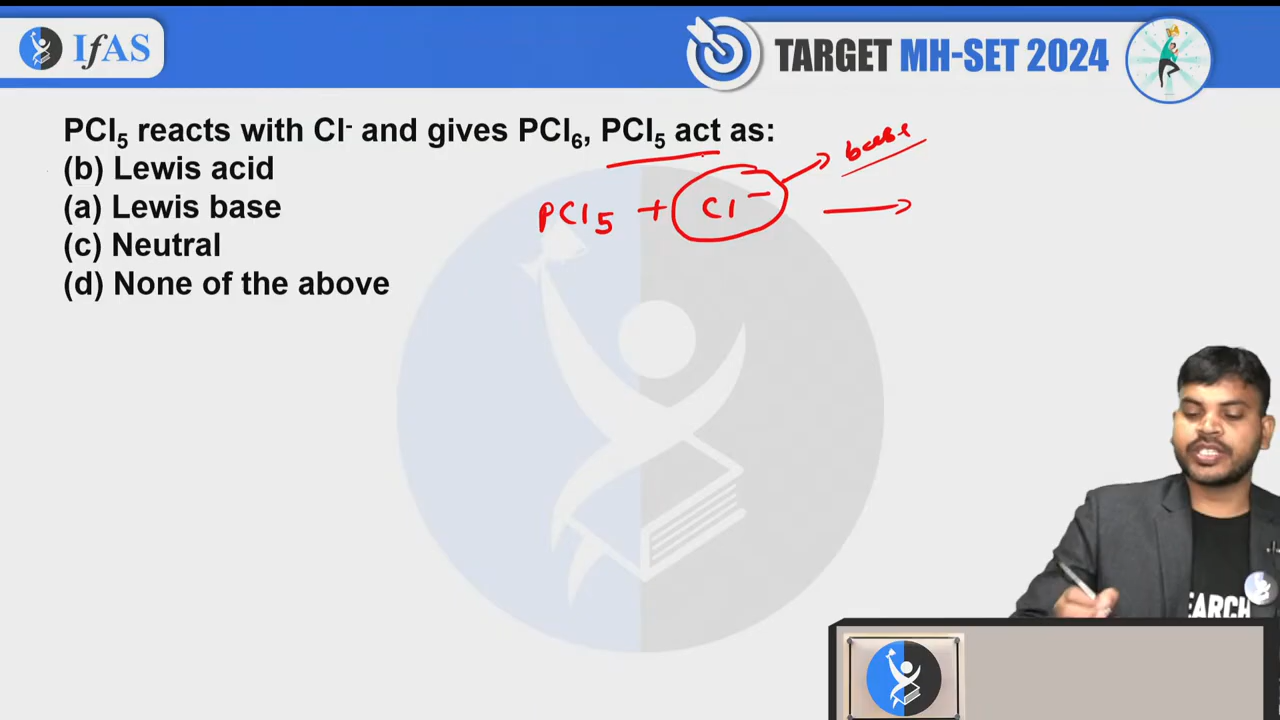 IfAS
TARGET MH-SET 2024
PCl₅ reacts with Cl⁻ and gives PCl₆, PCl₅ act as:
(b) Lewis acid
(a) Lewis base
(c) Neutral
(d) None of the above
base
PCl₅ + Cl⁻ →
EARCH